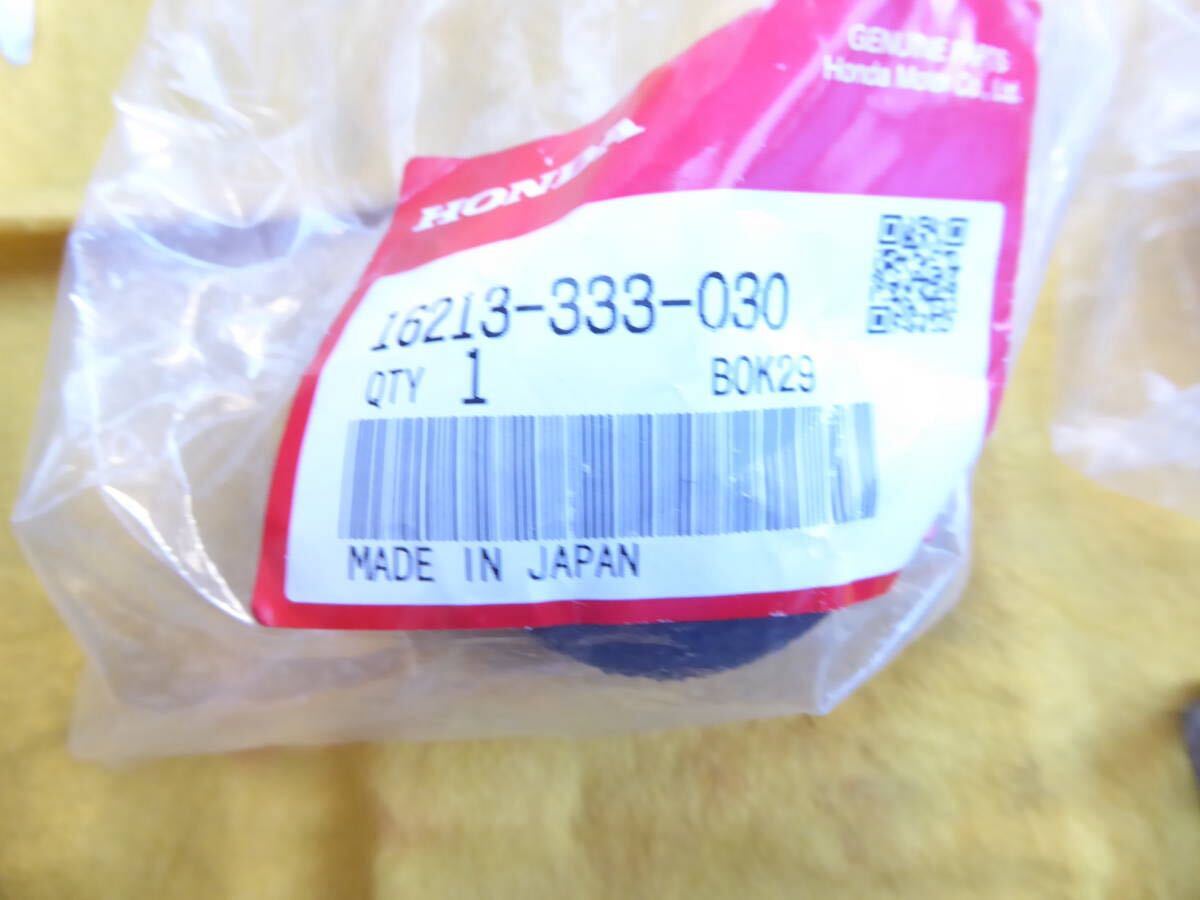 GENUINE PARTS
Honda Motor Co., Ltd.
HONDA
16213-333-030
QTY 1 BOK29
MADE IN JAPAN